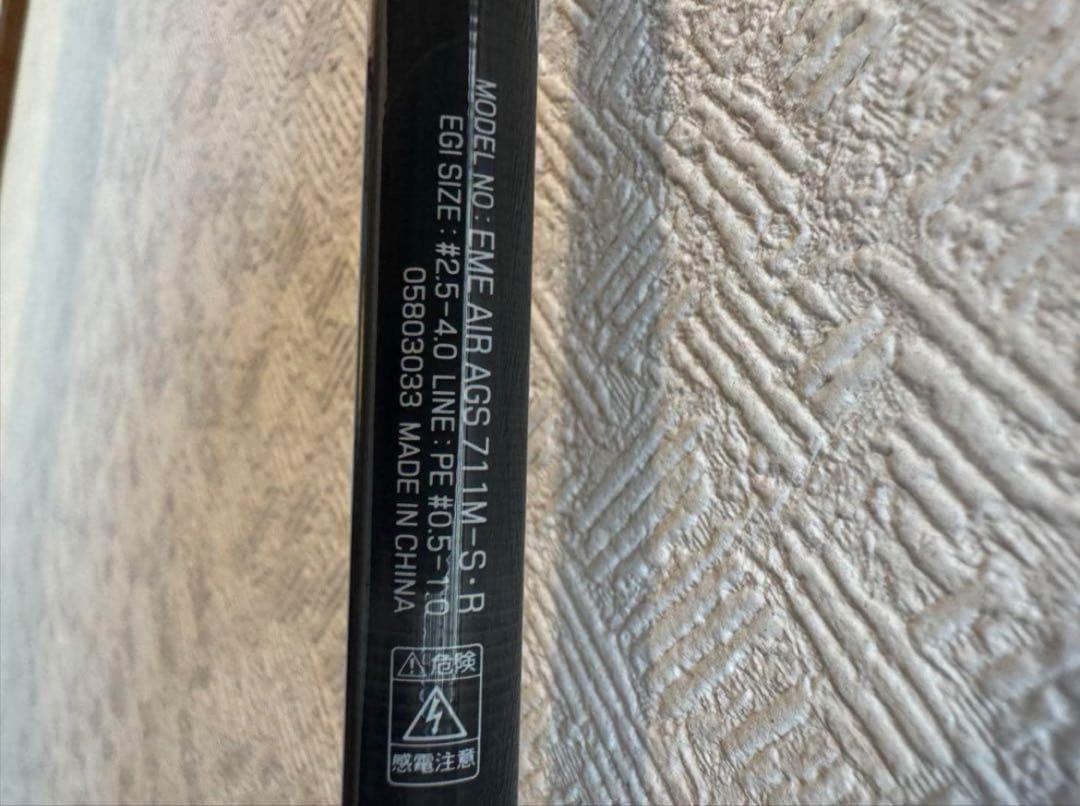 MODEL NO.: EME AIR AGS 711M-S・R
EGI SIZE : #2.5-4.0 LINE : PE #0.5-1.0
05803033 MADE IN CHINA
⚠危険
感電注意